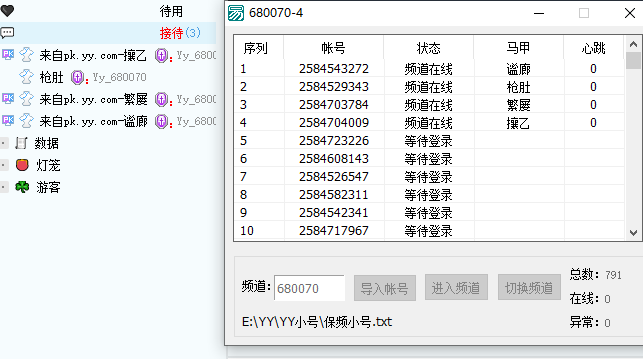 待用
接待(3)
来自pk.yy.com-攘乙 : Yy_680
枪肚 : Yy_680070
来自pk.yy.com-繁屡 : Yy_680
来自pk.yy.com-谧廊 : Yy_680
数据
灯笼
游客
680070-4
序列 帐号 状态 马甲 心跳
1 2584543272 频道在线 谧廊 0
2 2584529343 频道在线 枪肚 0
3 2584703784 频道在线 繁屡 0
4 2584704009 频道在线 攘乙 0
5 2584723226 等待登录
6 2584608143 等待登录
7 2584526547 等待登录
8 2584582311 等待登录
9 2584542341 等待登录
10 2584717967 等待登录
频道: 680070 导入帐号 进入频道 切换频道
E:\YY\YY小号\保频小号.txt
总数: 791
在线: 0
异常: 0